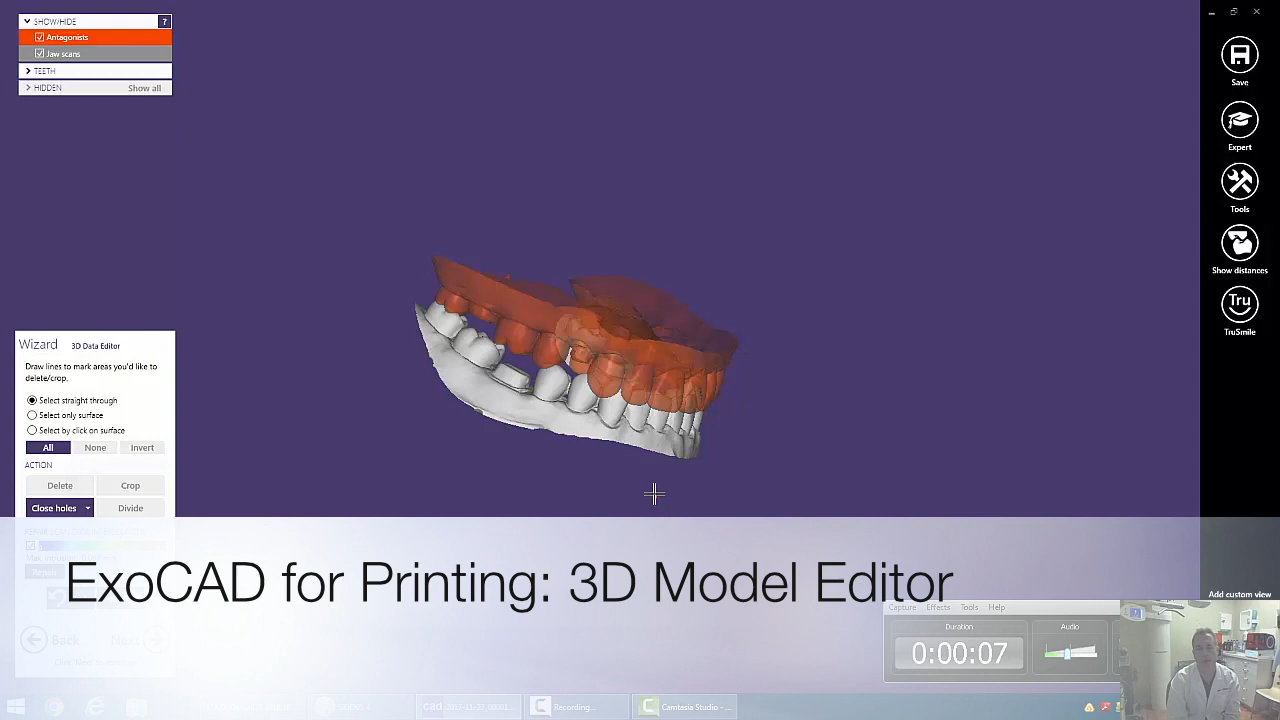 SHOW/HIDE ?
Antagonists
Jaw scans
TEETH
HIDDEN Show all
Save
Expert
Tools
Show distances
Tru
TruSmile
Wizard 3D Data Editor
Draw lines to mark areas you'd like to
delete/crop.
Select straight through
Select only surface
Select by click on surface
All None Invert
ACTION
Delete Crop
Close holes Divide
Repair
ExoCAD for Printing: 3D Model Editor
Add custom view
Capture Effects Tools Help
Duration Audio
0:00:07
Back Next
Recording...
Camtasia Studio - ...